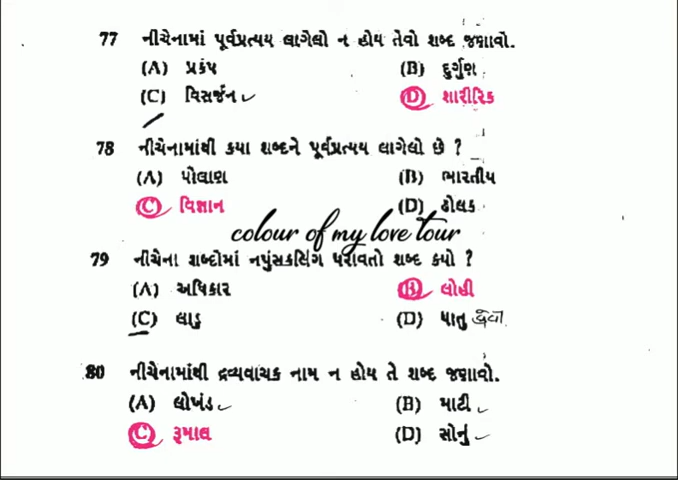 77 નીચેનામાં પૂર્વપ્રત્યય લાગેલો ન હોય તેવો શબ્દ જણાવો.
(A) પ્રકંપ (B) દુર્ગુણ
(C) વિસર્જન (D) શારીરિક
78 નીચેનામાંથી કયા શબ્દને પૂર્વપ્રત્યય લાગેલો છે ?
(A) પોલાણ (B) ભારતીય
(C) વિજ્ઞાન (D) ઢોલક
colour of my love tour
79 નીચેના શબ્દોમાં નપુંસકલિંગ ધરાવતો શબ્દ કયો ?
(A) અધિકાર (B) લોહી
(C) લાડુ (D) ધાતુ
80 નીચેનામાંથી દ્રવ્યવાચક નામ ન હોય તે શબ્દ જણાવો.
(A) લોખંડ (B) માટી
(C) રૂમાલ (D) સોનું